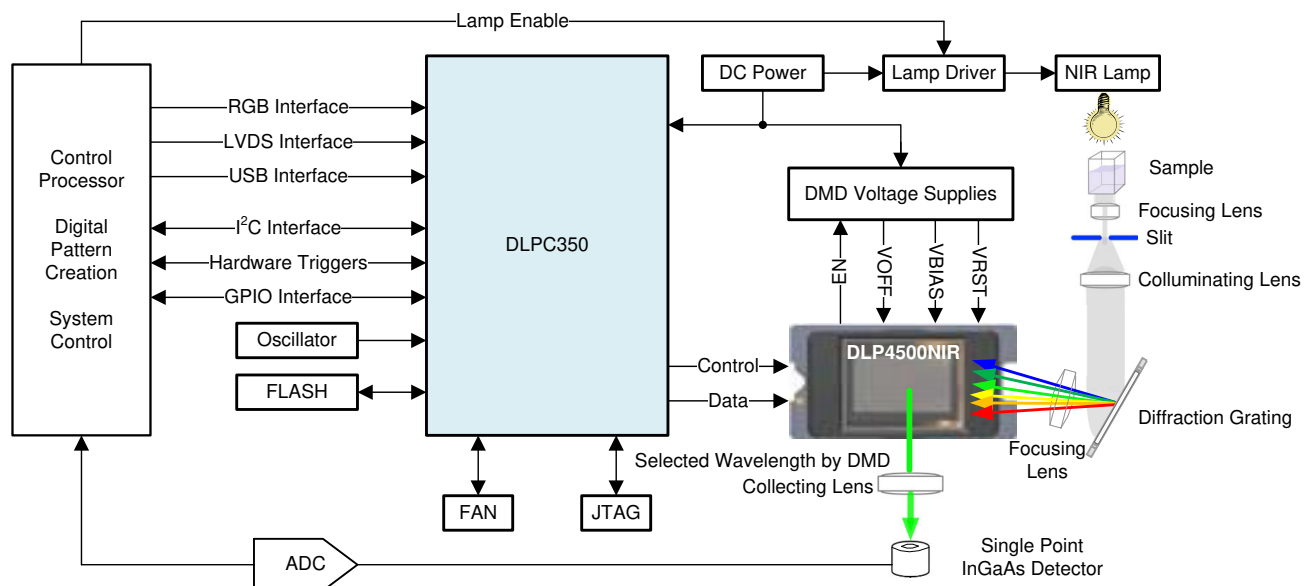 Lamp Enable
DC Power
Lamp Driver
NIR Lamp
Control
Processor
Digital
Pattern
Creation
System
Control
RGB Interface
LVDS Interface
USB Interface
I²C Interface
Hardware Triggers
GPIO Interface
Oscillator
FLASH
DLPC350
FAN
JTAG
DMD Voltage Supplies
EN
VOFF
VBIAS
VRST
Control
Data
DLP4500NIR
Sample
Focusing Lens
Slit
Colluminating Lens
Diffraction Grating
Focusing
Lens
Selected Wavelength by DMD
Collecting Lens
Single Point
InGaAs Detector
ADC